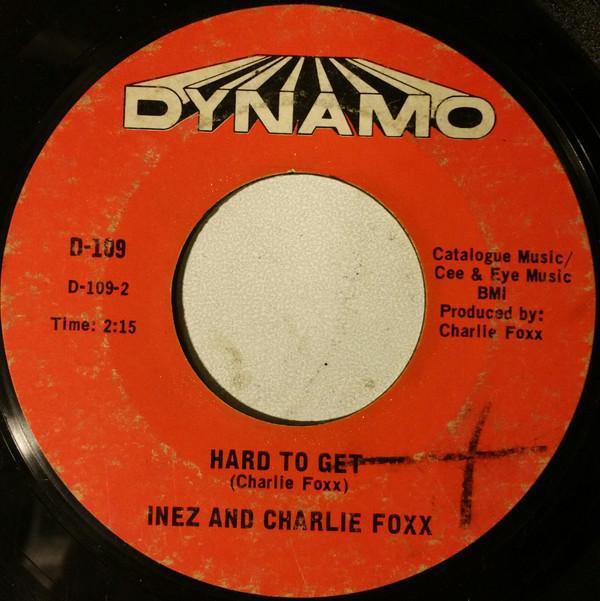 DYNAMO
D-109
D-109-2
Time: 2:15
Catalogue Music/
Cee & Eye Music
BMI
Produced by:
Charlie Foxx
HARD TO GET
(Charlie Foxx)
INEZ AND CHARLIE FOXX